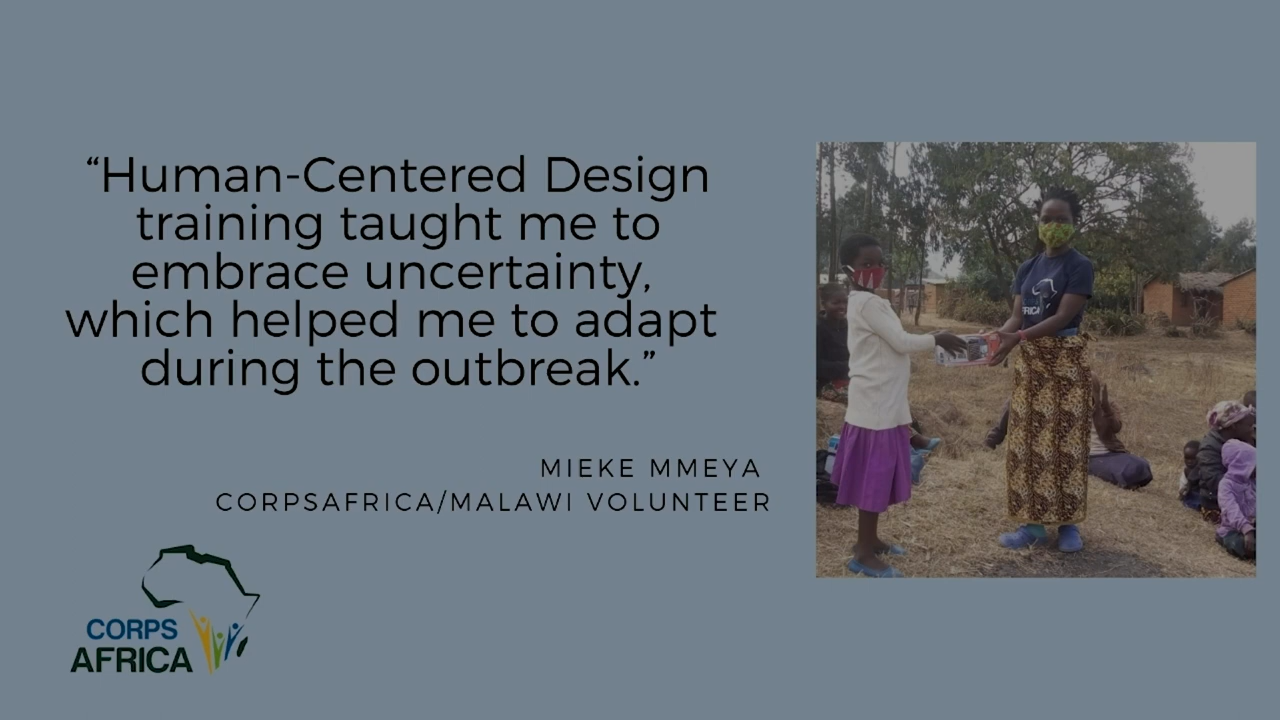 “Human-Centered Design
training taught me to
embrace uncertainty,
which helped me to adapt
during the outbreak.”
MIEKE MMEYA
CORPSAFRICA/MALAWI VOLUNTEER
CORPS
AFRICA